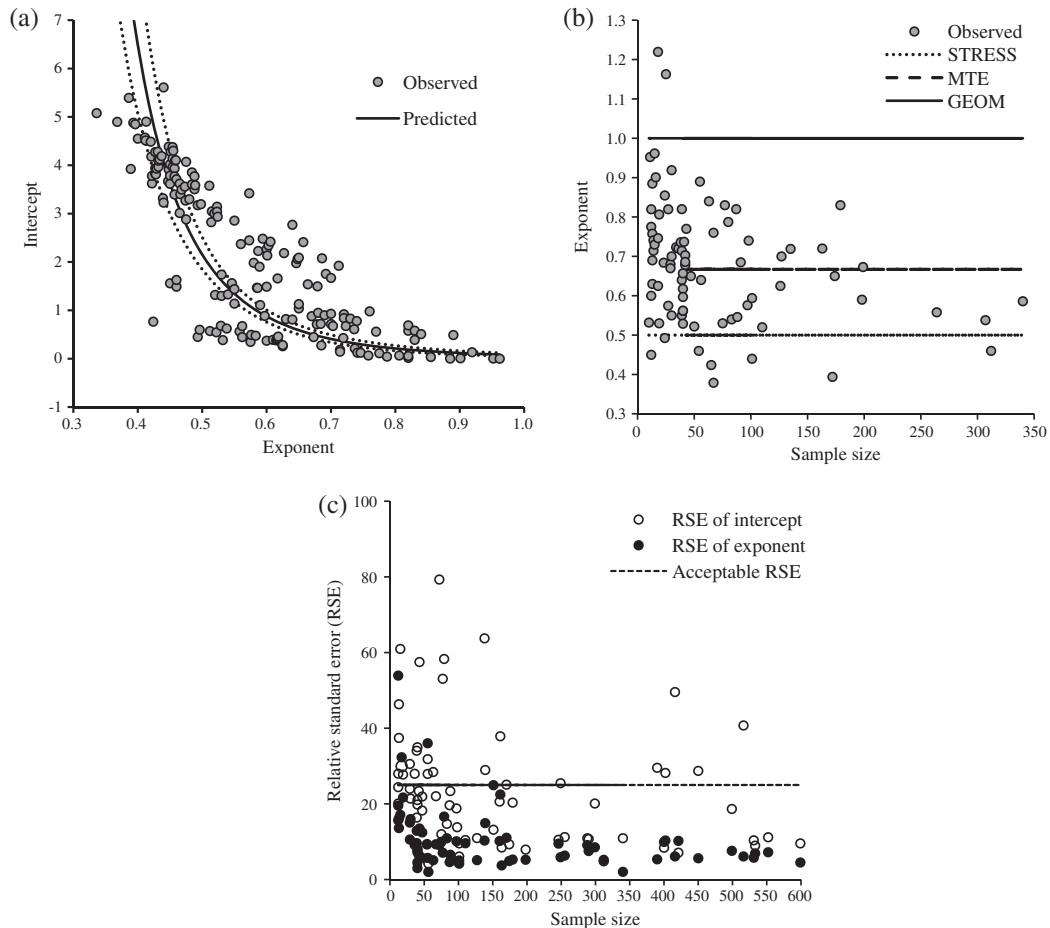 (a)
7
6
5
4
3
2
1
0
-1
Intercept
Observed
Predicted
0.3 0.4 0.5 0.6 0.7 0.8 0.9 1.0
Exponent
(b)
1.3
1.2
1.1
1.0
0.9
0.8
0.7
0.6
0.5
0.4
0.3
Exponent
Observed
STRESS
MTE
GEOM
0 50 100 150 200 250 300 350
Sample size
(c)
100
80
60
40
20
0
Relative standard error (RSE)
RSE of intercept
RSE of exponent
Acceptable RSE
0 50 100 150 200 250 300 350 400 450 500 550 600
Sample size